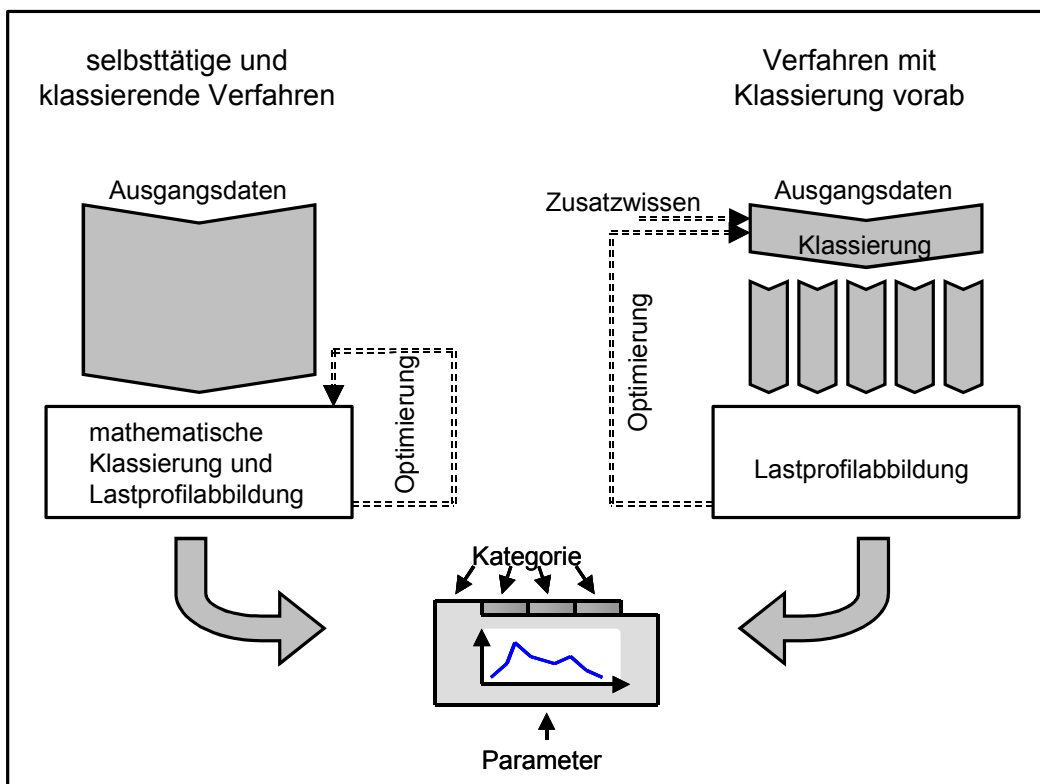 selbsttätige und
klassierende Verfahren
Verfahren mit
Klassierung vorab
Ausgangsdaten
Zusatzwissen
Ausgangsdaten
Klassierung
Optimierung
Optimierung
mathematische
Klassierung und
Lastprofilabbildung
Lastprofilabbildung
Kategorie
Parameter